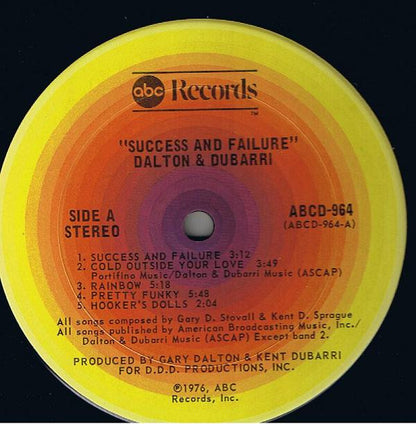 abc Records
TM
"SUCCESS AND FAILURE"
DALTON & DUBARRI
SIDE A
STEREO
ABCD-964
(ABCD-964-A)
1. SUCCESS AND FAILURE 3:12
2. COLD OUTSIDE YOUR LOVE 3:49
Portifino Music/Dalton & Dubarri Music (ASCAP)
3. RAINBOW 5:18
4. PRETTY FUNKY 5:48
5. HOOKER'S DOLLS 2:04
All songs composed by Gary D. Stovall & Kent D. Sprague
All songs published by American Broadcasting Music, Inc./
Dalton & Dubarri Music (ASCAP) Except band 2.
PRODUCED BY GARY DALTON & KENT DUBARRI
FOR D.D.D. PRODUCTIONS, INC.
℗1976, ABC
Records, Inc.